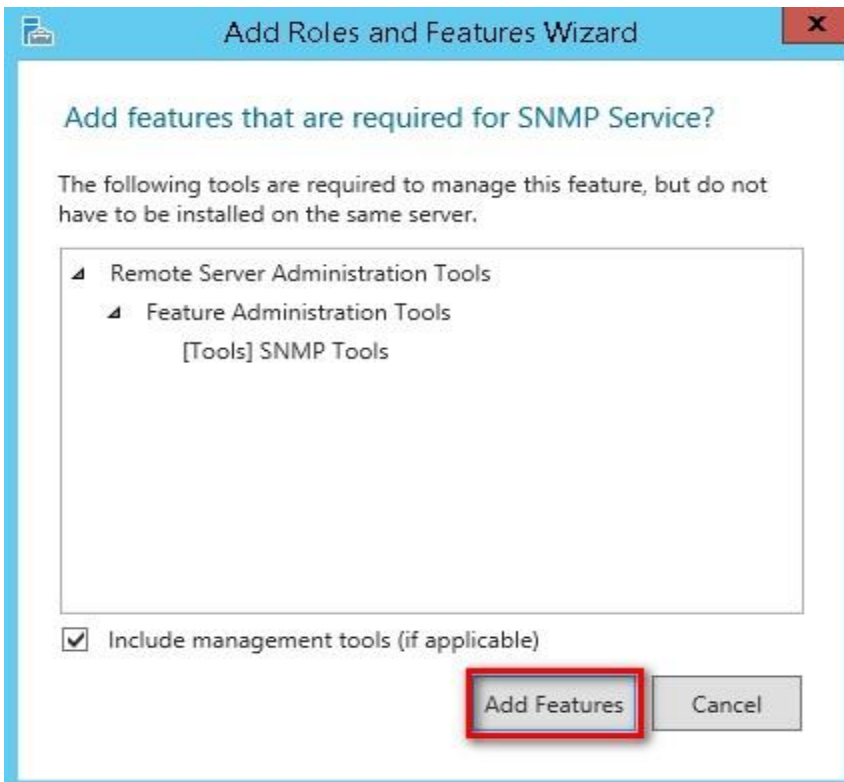 Add Roles and Features Wizard
x
Add features that are required for SNMP Service?
The following tools are required to manage this feature, but do not
have to be installed on the same server.
Remote Server Administration Tools
Feature Administration Tools
[Tools] SNMP Tools
Include management tools (if applicable)
Add Features Cancel